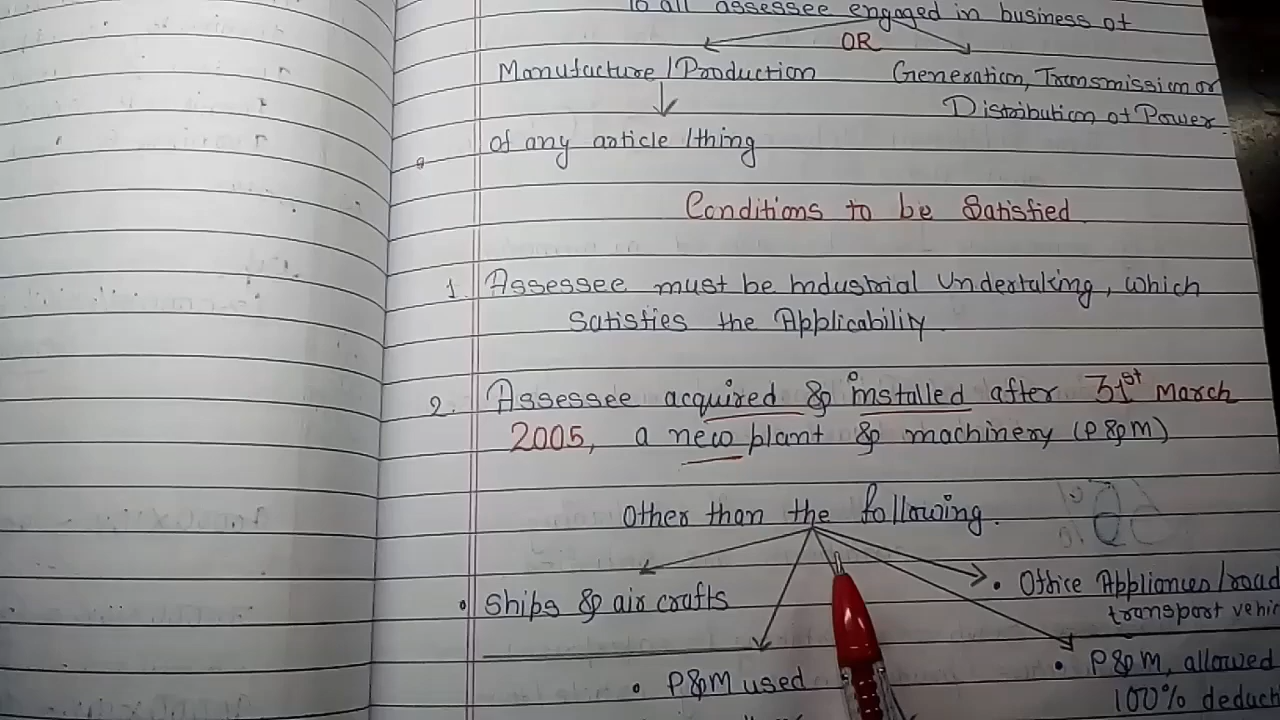 To all assessee engaged in business of
OR
Manufacture / Production
Generation, Transmission or
Distribution of Power.
of any article / thing
Conditions to be Satisfied
1. Assessee must be Industrial Undertaking, which
satisfies the Applicability.
2. Assessee acquired & installed after 31st March
2005, a new plant & machinery (P&M)
Other than the following.
• Ships & air crafts
• Office Appliances / road
transport vehic
• P&M used
• P&M, allowed
100% deduct